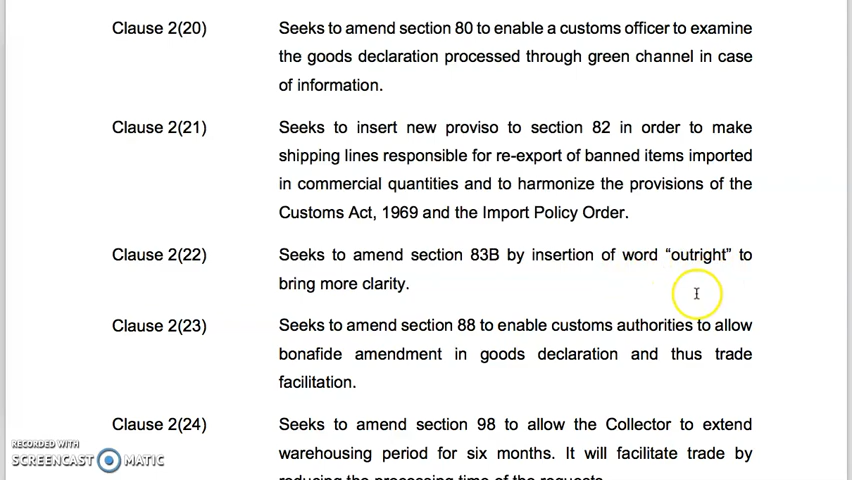 Clause 2(20) Seeks to amend section 80 to enable a customs officer to examine
the goods declaration processed through green channel in case
of information.
Clause 2(21) Seeks to insert new proviso to section 82 in order to make
shipping lines responsible for re-export of banned items imported
in commercial quantities and to harmonize the provisions of the
Customs Act, 1969 and the Import Policy Order.
Clause 2(22) Seeks to amend section 83B by insertion of word “outright” to
bring more clarity.
Clause 2(23) Seeks to amend section 88 to enable customs authorities to allow
bonafide amendment in goods declaration and thus trade
facilitation.
Clause 2(24) Seeks to amend section 98 to allow the Collector to extend
warehousing period for six months. It will facilitate trade by
reducing the processing time of the requests.
RECORDED WITH
SCREENCAST MATIC